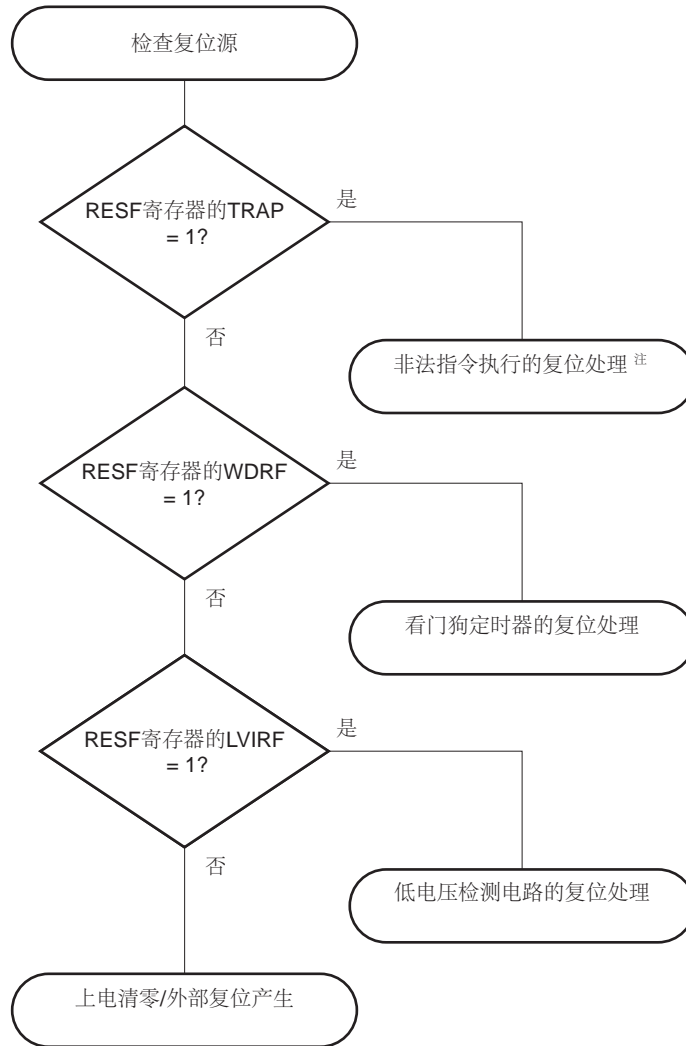 检查复位源
RESF寄存器的TRAP
= 1?
是
否
非法指令执行的复位处理 注
RESF寄存器的WDRF
= 1?
是
否
看门狗定时器的复位处理
RESF寄存器的LVIRF
= 1?
是
否
低电压检测电路的复位处理
上电清零/外部复位产生